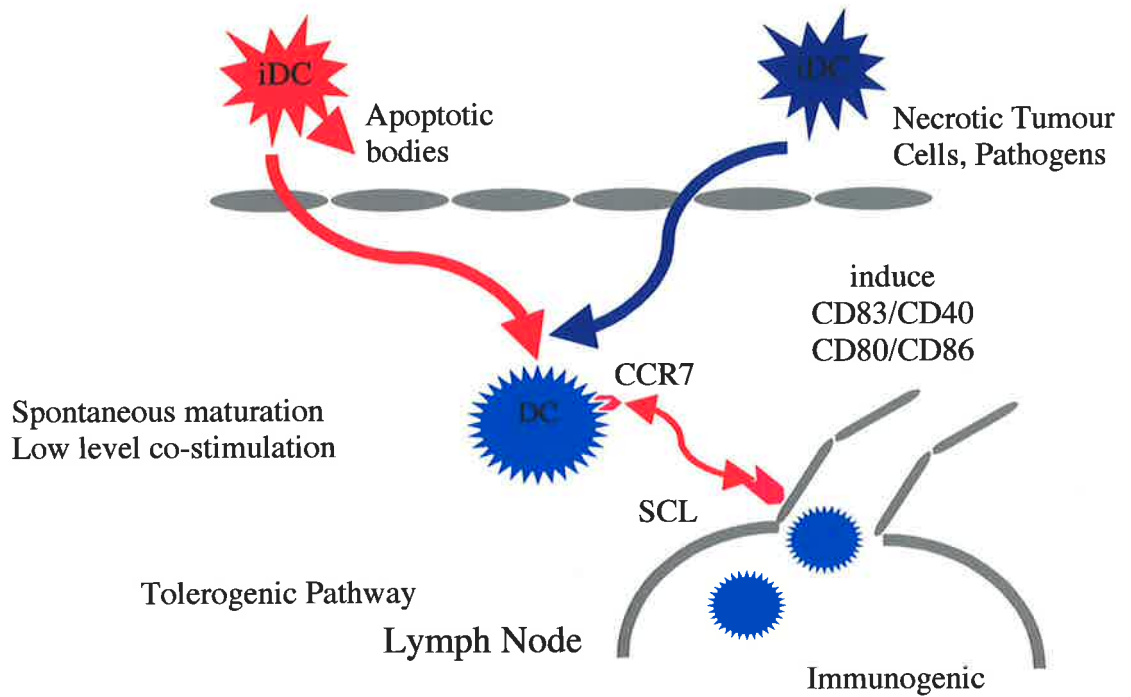 iDC
iDC
Apoptotic
bodies
Necrotic Tumour
Cells, Pathogens
induce
CD83/CD40
CD80/CD86
CCR7
DC
Spontaneous maturation
Low level co-stimulation
SCL
Tolerogenic Pathway
Lymph Node
Immunogenic